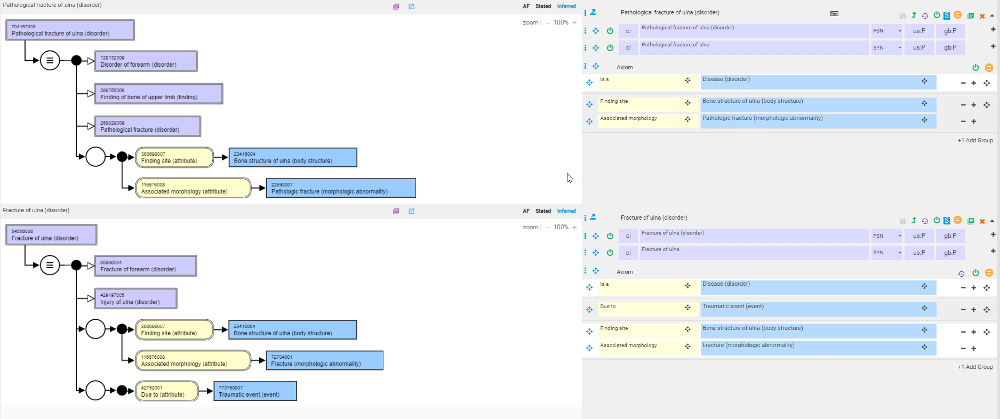 Pathological fracture of ulna (disorder)
AF Stated Inferred
zoom | – 100% +
704167003
Pathological fracture of ulna (disorder)
128132009
Disorder of forearm (disorder)
298756009
Finding of bone of upper limb (finding)
268029009
Pathological fracture (disorder)
363698007
Finding site (attribute)
23416004
Bone structure of ulna (body structure)
116676008
Associated morphology (attribute)
22640007
Pathologic fracture (morphologic abnormality)
Fracture of ulna (disorder)
AF Stated Inferred
zoom | – 100% +
54556006
Fracture of ulna (disorder)
65966004
Fracture of forearm (disorder)
429197005
Injury of ulna (disorder)
363698007
Finding site (attribute)
23416004
Bone structure of ulna (body structure)
116676008
Associated morphology (attribute)
72704001
Fracture (morphologic abnormality)
42752001
Due to (attribute)
773760007
Traumatic event (event)
Pathological fracture of ulna (disorder)
S
ci Pathological fracture of ulna (disorder) FSN us:P gb:P +
ci Pathological fracture of ulna SYN us:P gb:P +
Axiom
Is a Disease (disorder) – +
Finding site Bone structure of ulna (body structure) – +
Associated morphology Pathologic fracture (morphologic abnormality) – +
+1 Add Group
Fracture of ulna (disorder)
S
ci Fracture of ulna (disorder) FSN us:P gb:P +
ci Fracture of ulna SYN us:P gb:P +
Axiom
Is a Disease (disorder) – +
Due to Traumatic event (event) – +
Finding site Bone structure of ulna (body structure) – +
Associated morphology Fracture (morphologic abnormality) – +
+1 Add Group